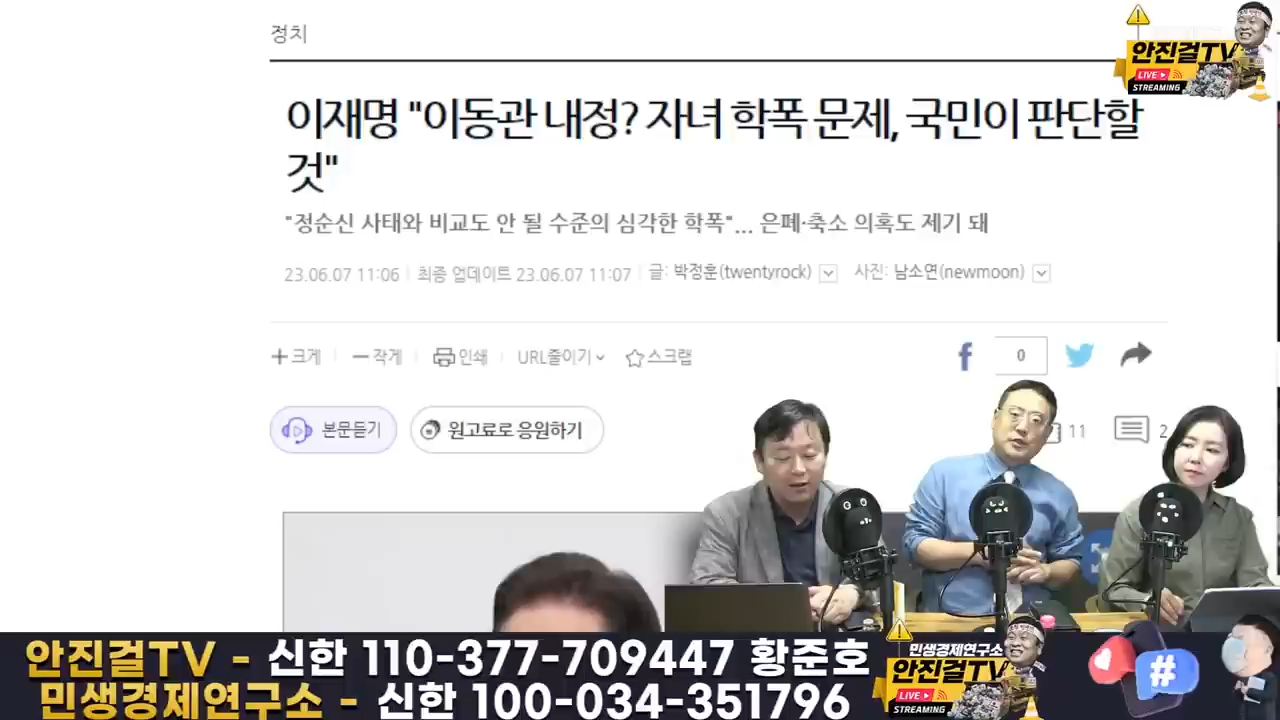 정치
안진걸TV
LIVE
STREAMING
이재명 "이동관 내정? 자녀 학폭 문제, 국민이 판단할
것"
"정순신 사태와 비교도 안 될 수준의 심각한 학폭"... 은폐·축소 의혹도 제기 돼
23.06.07 11:06 | 최종 업데이트 23.06.07 11:07 | 글: 박정훈(twentyrock) 사진: 남소연(newmoon)
+크게 -작게 인쇄 URL줄이기 스크랩
f 0
본문듣기 원고료로 응원하기 11 2
안진걸TV - 신한 110-377-709447 황준호
민생경제연구소 - 신한 100-034-351796
민생경제연구소
안진걸TV
LIVE
STREAMING
#